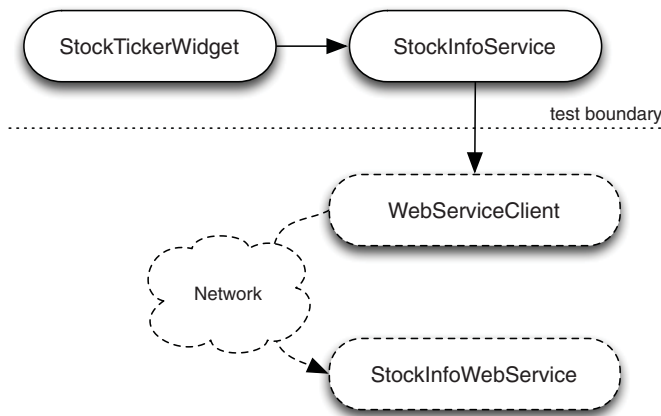 StockTickerWidget
StockInfoService
test boundary
WebServiceClient
Network
StockInfoWebService